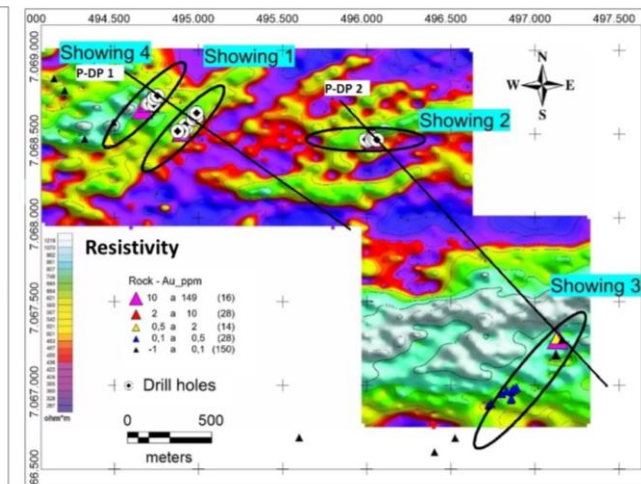 000 494.500 495.000 495.500 496.000 496.500 497.000 497.500
7.069.000
7.068.500
7.068.000
7.067.500
7.067.000
66.500
Showing 4
Showing 1
P-DP 1
P-DP 2
Showing 2
Showing 3
N
W E
S
Resistivity
Rock - Au_ppm
10 a 149 (16)
2 a 10 (28)
0,5 a 2 (14)
0,1 a 0,5 (28)
-1 a 0,1 (150)
Drill holes
0 500
meters
ohm*m